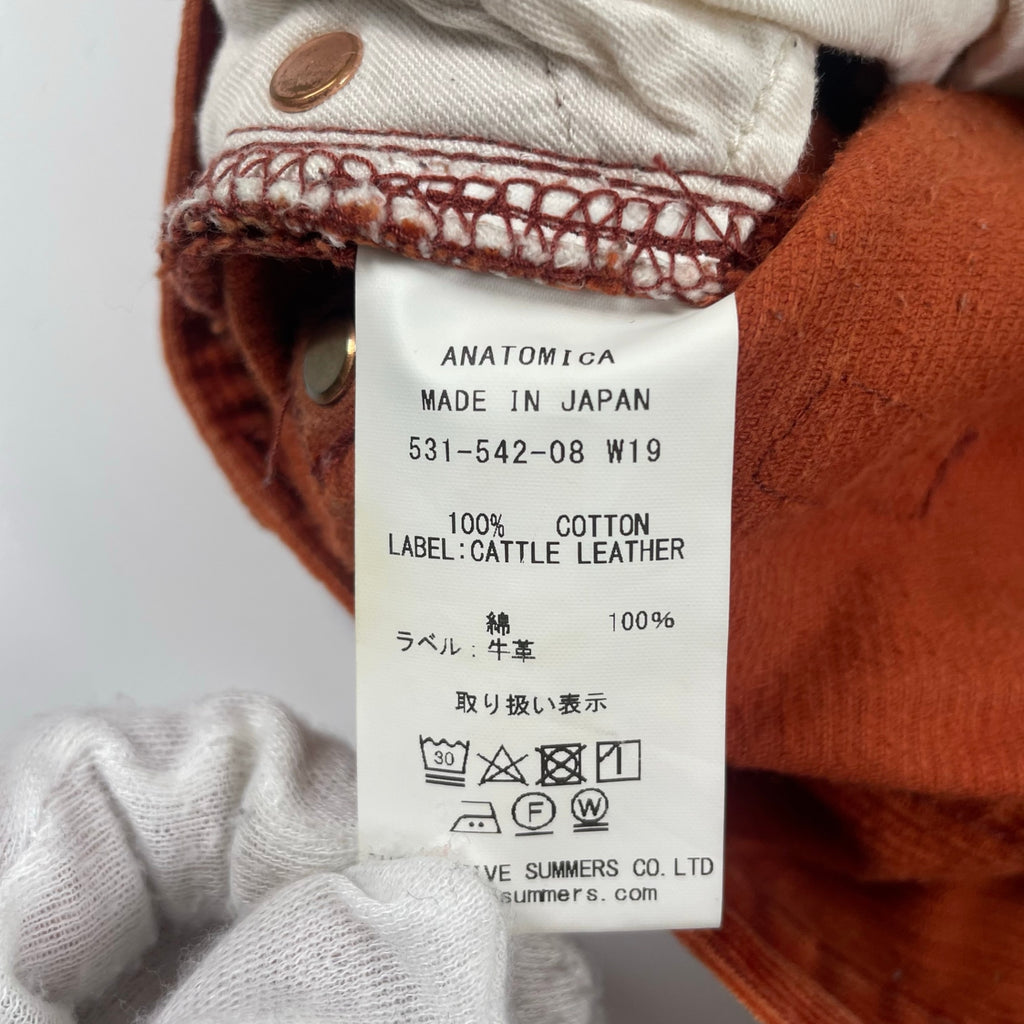 ANATOMICA
MADE IN JAPAN
531-542-08 W19
100% COTTON
LABEL:CATTLE LEATHER
綿 100%
ラベル:牛革
取り扱い表示
30
F W
SUMMERS CO.LTD
summers.com